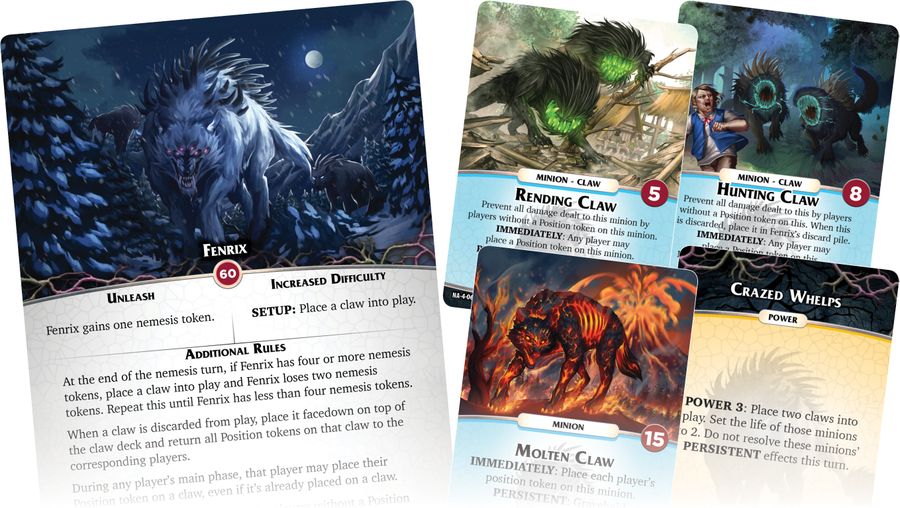 FENRIX
60
UNLEASH
Fenrix gains one nemesis token.
INCREASED DIFFICULTY
SETUP: Place a claw into play.
ADDITIONAL RULES
At the end of the nemesis turn, if Fenrix has four or more nemesis
tokens, place a claw into play and Fenrix loses two nemesis
tokens. Repeat this until Fenrix has less than four nemesis tokens.
When a claw is discarded from play, place it facedown on top of
the claw deck and return all Position tokens on that claw to the
corresponding players.
During any player's main phase, that player may place their
Position token on a claw, even if it's already placed on a claw.
without a Position
MINION - CLAW
5
RENDING CLAW
Prevent all damage dealt to this minion by
players without a Position token on this minion.
IMMEDIATELY: Any player may
place a Position token on this minion.
MINION - CLAW
8
HUNTING CLAW
Prevent all damage dealt to this by players
without a Position token on this. When this
is discarded, place it in Fenrix's discard pile.
IMMEDIATELY: Any player may
place a Position token on this
MINION
15
MOLTEN CLAW
IMMEDIATELY: Place each player's
position token on this minion.
PERSISTENT:
CRAZED WHELPS
POWER
POWER 3: Place two claws into
play. Set the life of those minions
to 2. Do not resolve these minions'
PERSISTENT effects this turn.